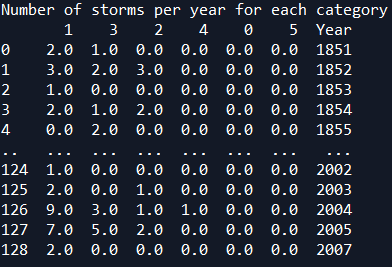 Number of storms per year for each category
1 3 2 4 0 5 Year
0 2.0 1.0 0.0 0.0 0.0 0.0 1851
1 3.0 2.0 3.0 0.0 0.0 0.0 1852
2 1.0 0.0 0.0 0.0 0.0 0.0 1853
3 2.0 1.0 2.0 0.0 0.0 0.0 1854
4 0.0 2.0 0.0 0.0 0.0 0.0 1855
.. ... ... ... ... ... ... ...
124 1.0 0.0 0.0 0.0 0.0 0.0 2002
125 2.0 0.0 1.0 0.0 0.0 0.0 2003
126 9.0 3.0 1.0 1.0 0.0 0.0 2004
127 7.0 5.0 2.0 0.0 0.0 0.0 2005
128 2.0 0.0 0.0 0.0 0.0 0.0 2007